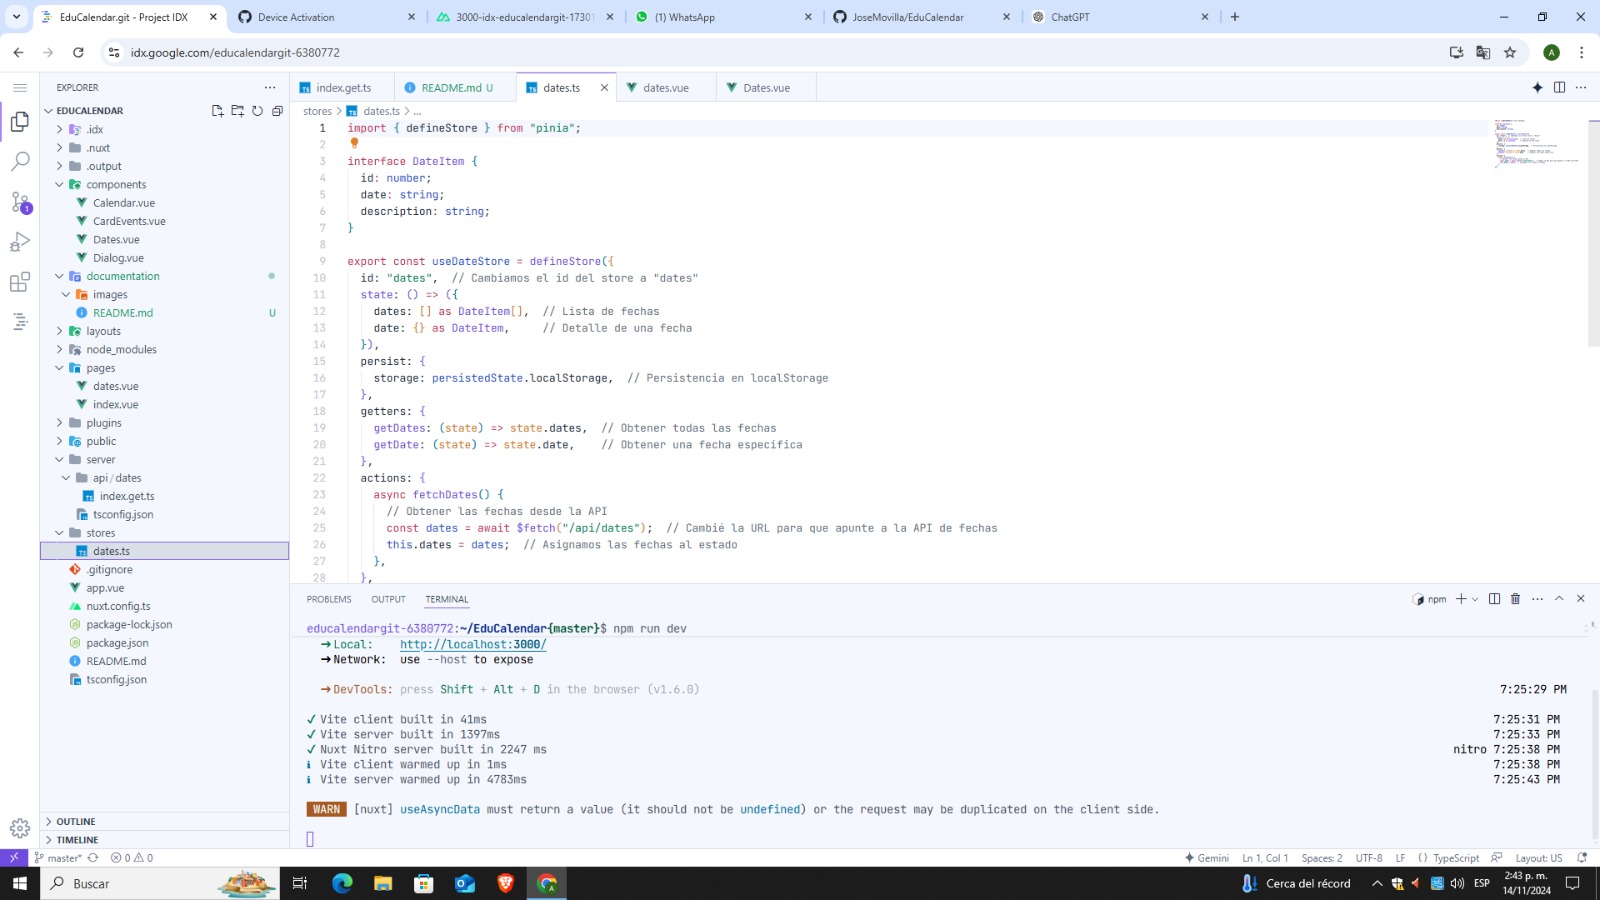 EduCalendar.git - Project IDX
Device Activation
3000-idx-educalendargit-17301
(1) WhatsApp
JoseMovilla/EduCalendar
ChatGPT
idx.google.com/educalendargit-6380772
A
EXPLORER
EDUCALENDAR
.idx
.nuxt
.output
components
Calendar.vue
CardEvents.vue
Dates.vue
Dialog.vue
documentation
images
README.md U
layouts
node_modules
pages
dates.vue
index.vue
plugins
public
server
api/dates
index.get.ts
tsconfig.json
stores
dates.ts
.gitignore
app.vue
nuxt.config.ts
package-lock.json
package.json
README.md
tsconfig.json
OUTLINE
TIMELINE
1
index.get.ts
README.md U
dates.ts
dates.vue
Dates.vue
stores > dates.ts > ...
1 import { defineStore } from "pinia";
2
3 interface DateItem {
4 id: number;
5 date: string;
6 description: string;
7 }
8
9 export const useDateStore = defineStore({
10 id: "dates", // Cambiamos el id del store a "dates"
11 state: () => ({
12 dates: [] as DateItem[], // Lista de fechas
13 date: {} as DateItem, // Detalle de una fecha
14 }),
15 persist: {
16 storage: persistedState.localStorage, // Persistencia en localStorage
17 },
18 getters: {
19 getDates: (state) => state.dates, // Obtener todas las fechas
20 getDate: (state) => state.date, // Obtener una fecha específica
21 },
22 actions: {
23 async fetchDates() {
24 // Obtener las fechas desde la API
25 const dates = await $fetch("/api/dates"); // Cambié la URL para que apunte a la API de fechas
26 this.dates = dates; // Asignamos las fechas al estado
27 },
28 },
PROBLEMS OUTPUT TERMINAL
npm
educalendargit-6380772:~/EduCalendar{master}$ npm run dev
➜ Local: http://localhost:3000/
➜ Network: use --host to expose
➜ DevTools: press Shift + Alt + D in the browser (v1.6.0) 7:25:29 PM
✓ Vite client built in 41ms 7:25:31 PM
✓ Vite server built in 1397ms 7:25:33 PM
✓ Nuxt Nitro server built in 2247 ms nitro 7:25:38 PM
ℹ Vite client warmed up in 1ms 7:25:38 PM
ℹ Vite server warmed up in 4783ms 7:25:43 PM
WARN [nuxt] useAsyncData must return a value (it should not be undefined) or the request may be duplicated on the client side.
master* 0 0 Gemini Ln 1, Col 1 Spaces: 2 UTF-8 LF TypeScript Layout: US
Buscar
Cerca del récord
ESP
2:43 p. m.
14/11/2024